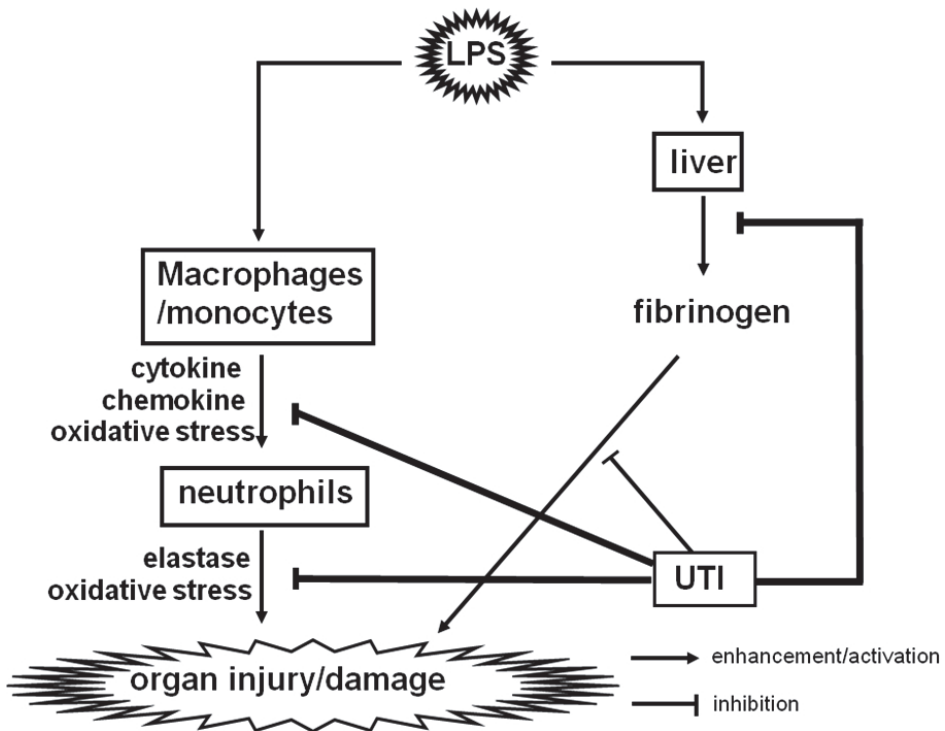 LPS
liver
Macrophages
/monocytes
fibrinogen
cytokine
chemokine
oxidative stress
neutrophils
elastase
oxidative stress
UTI
organ injury/damage
enhancement/activation
inhibition